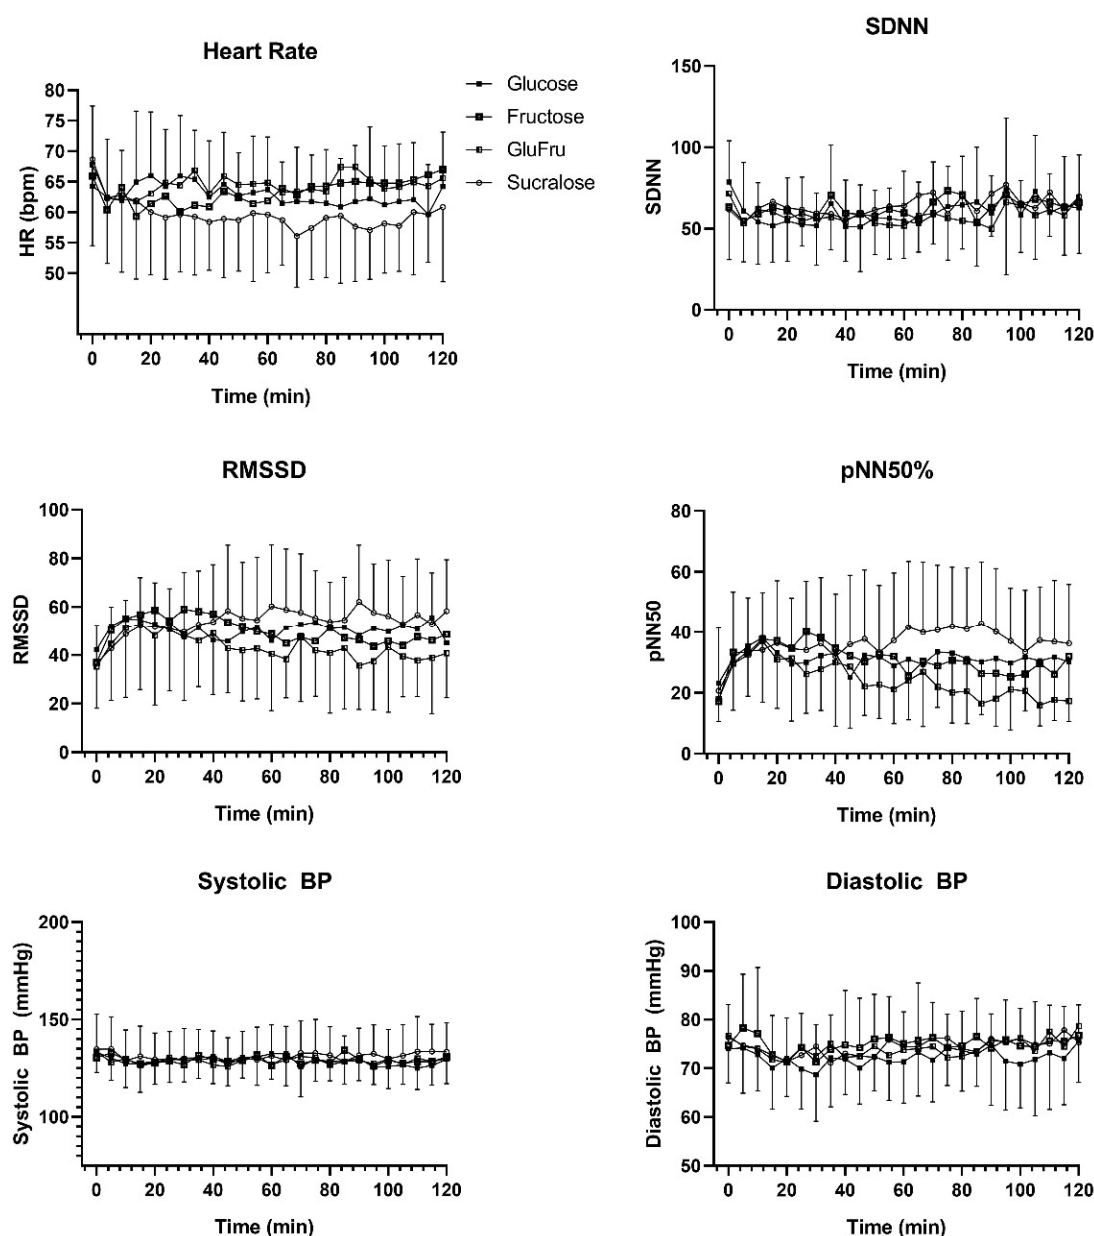 Heart Rate
80
75
70
65
60
55
50
HR (bpm)
0 20 40 60 80 100 120
Time (min)
Glucose
Fructose
GluFru
Sucralose
SDNN
150
100
50
0
SDNN
0 20 40 60 80 100 120
Time (min)
RMSSD
100
80
60
40
20
0
RMSSD
0 20 40 60 80 100 120
Time (min)
pNN50%
80
60
40
20
0
pNN50
0 20 40 60 80 100 120
Time (min)
Systolic BP
200
150
100
Systolic BP (mmHg)
0 20 40 60 80 100 120
Time (min)
Diastolic BP
100
90
80
70
60
50
Diastolic BP (mmHg)
0 20 40 60 80 100 120
Time (min)